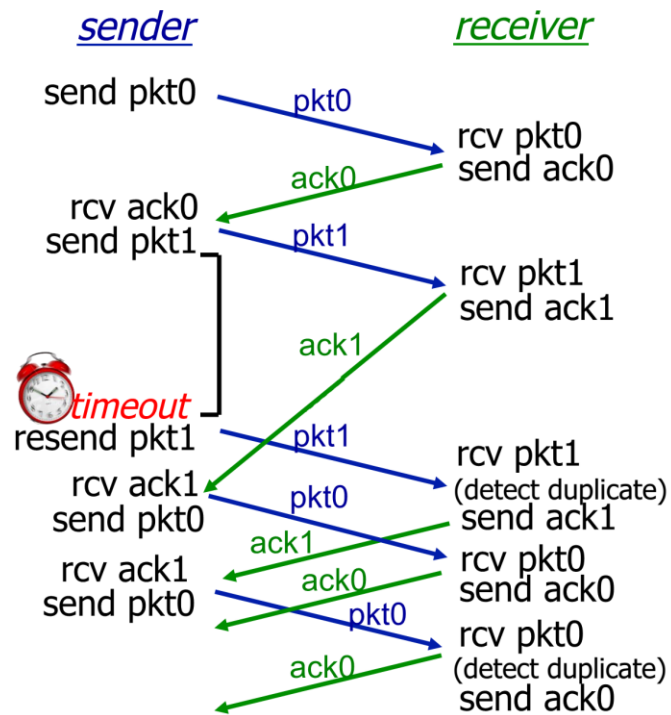 sender receiver
send pkt0
pkt0
rcv pkt0
send ack0
ack0
rcv ack0
send pkt1
pkt1
rcv pkt1
send ack1
ack1
timeout
resend pkt1
pkt1
rcv pkt1
(detect duplicate)
send ack1
rcv ack1
send pkt0
pkt0
ack1
rcv pkt0
send ack0
rcv ack1
send pkt0
ack0
pkt0
rcv pkt0
(detect duplicate)
send ack0
ack0